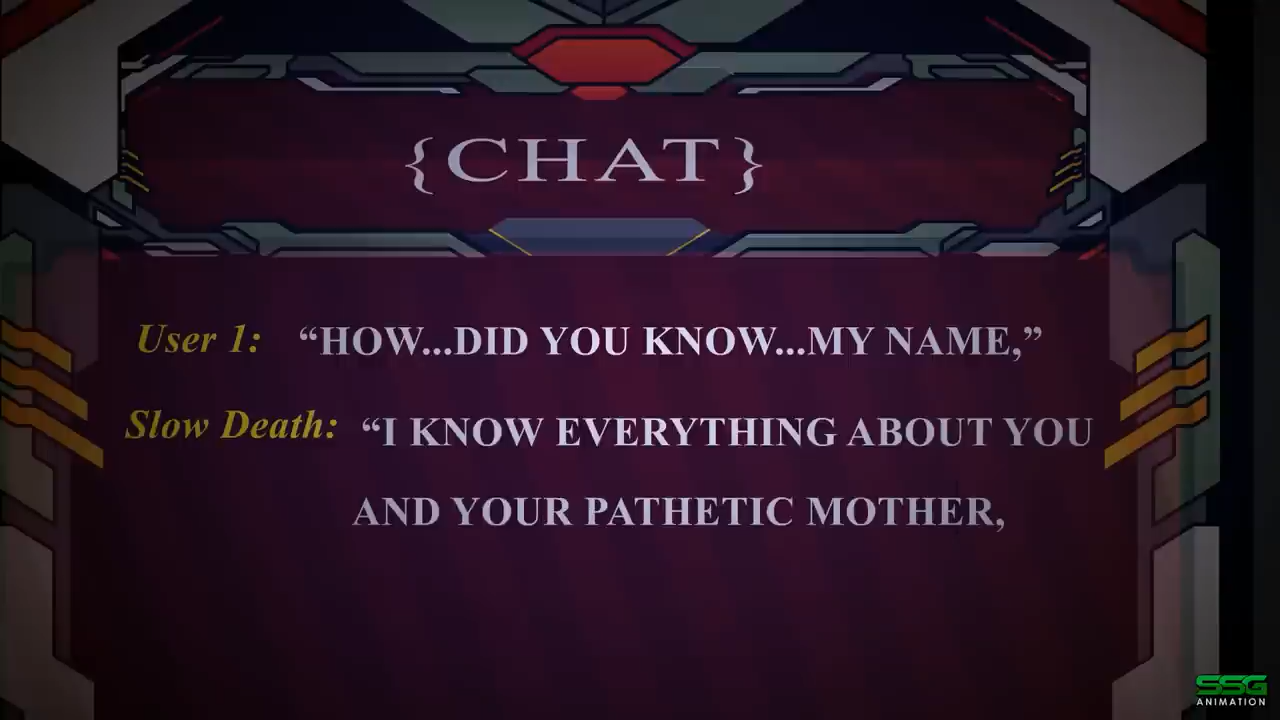 {CHAT}
User 1: “HOW...DID YOU KNOW...MY NAME,”
Slow Death: “I KNOW EVERYTHING ABOUT YOU
AND YOUR PATHETIC MOTHER,
SSG
ANIMATION